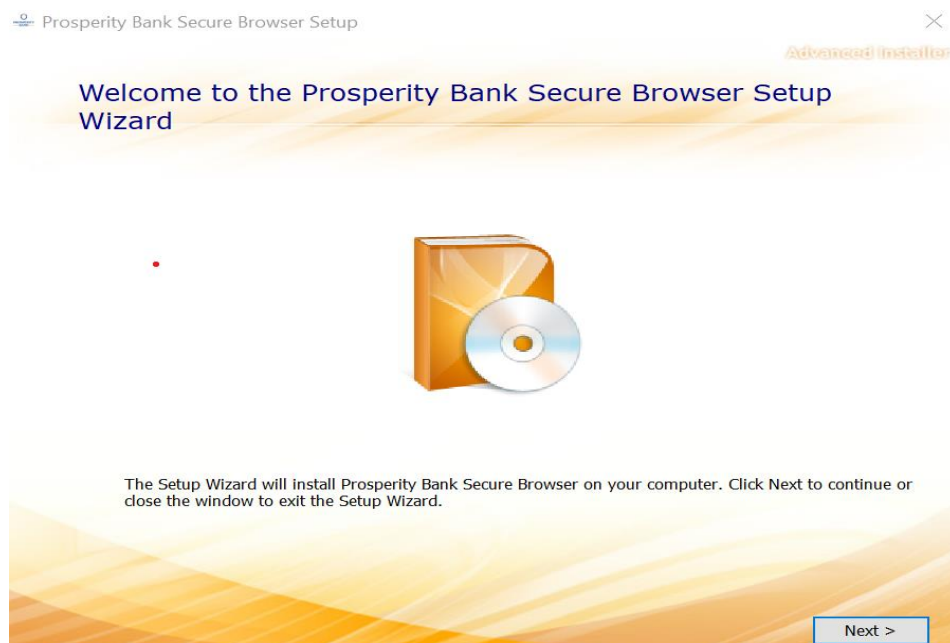 Prosperity Bank Secure Browser Setup
Advanced Installer
Welcome to the Prosperity Bank Secure Browser Setup
Wizard
The Setup Wizard will install Prosperity Bank Secure Browser on your computer. Click Next to continue or
close the window to exit the Setup Wizard.
Next >